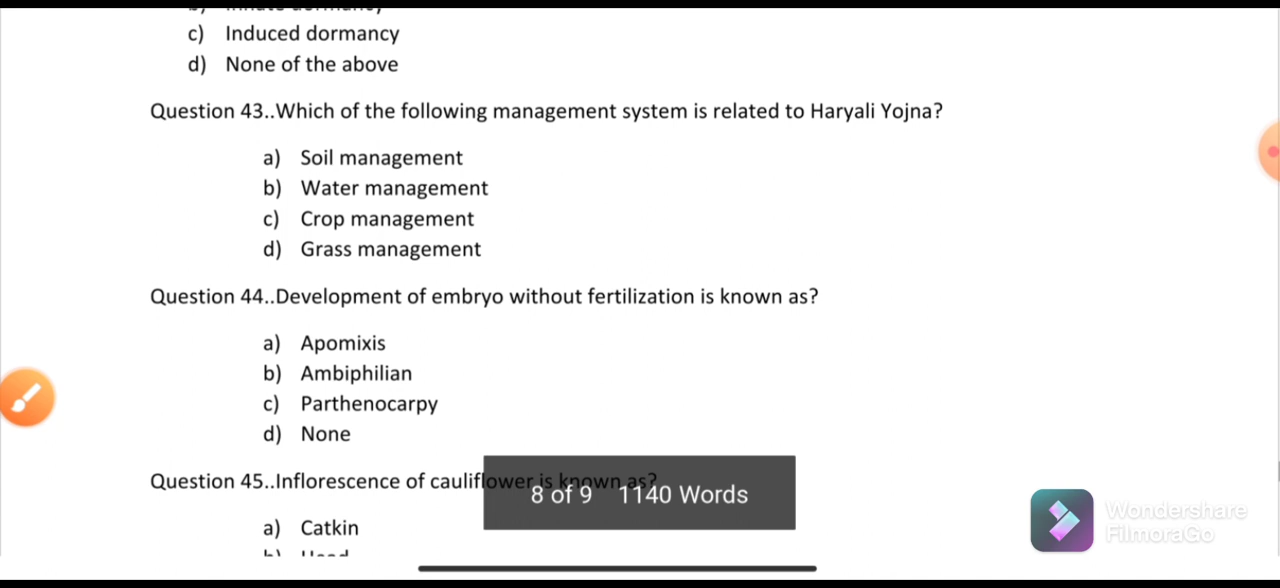 c) Induced dormancy
d) None of the above
Question 43..Which of the following management system is related to Haryali Yojna?
a) Soil management
b) Water management
c) Crop management
d) Grass management
Question 44..Development of embryo without fertilization is known as?
a) Apomixis
b) Ambiphilian
c) Parthenocarpy
d) None
Question 45..Inflorescence of cauliflower is known as?
8 of 9 1140 Words
a) Catkin
Wondershare
FilmoraGo